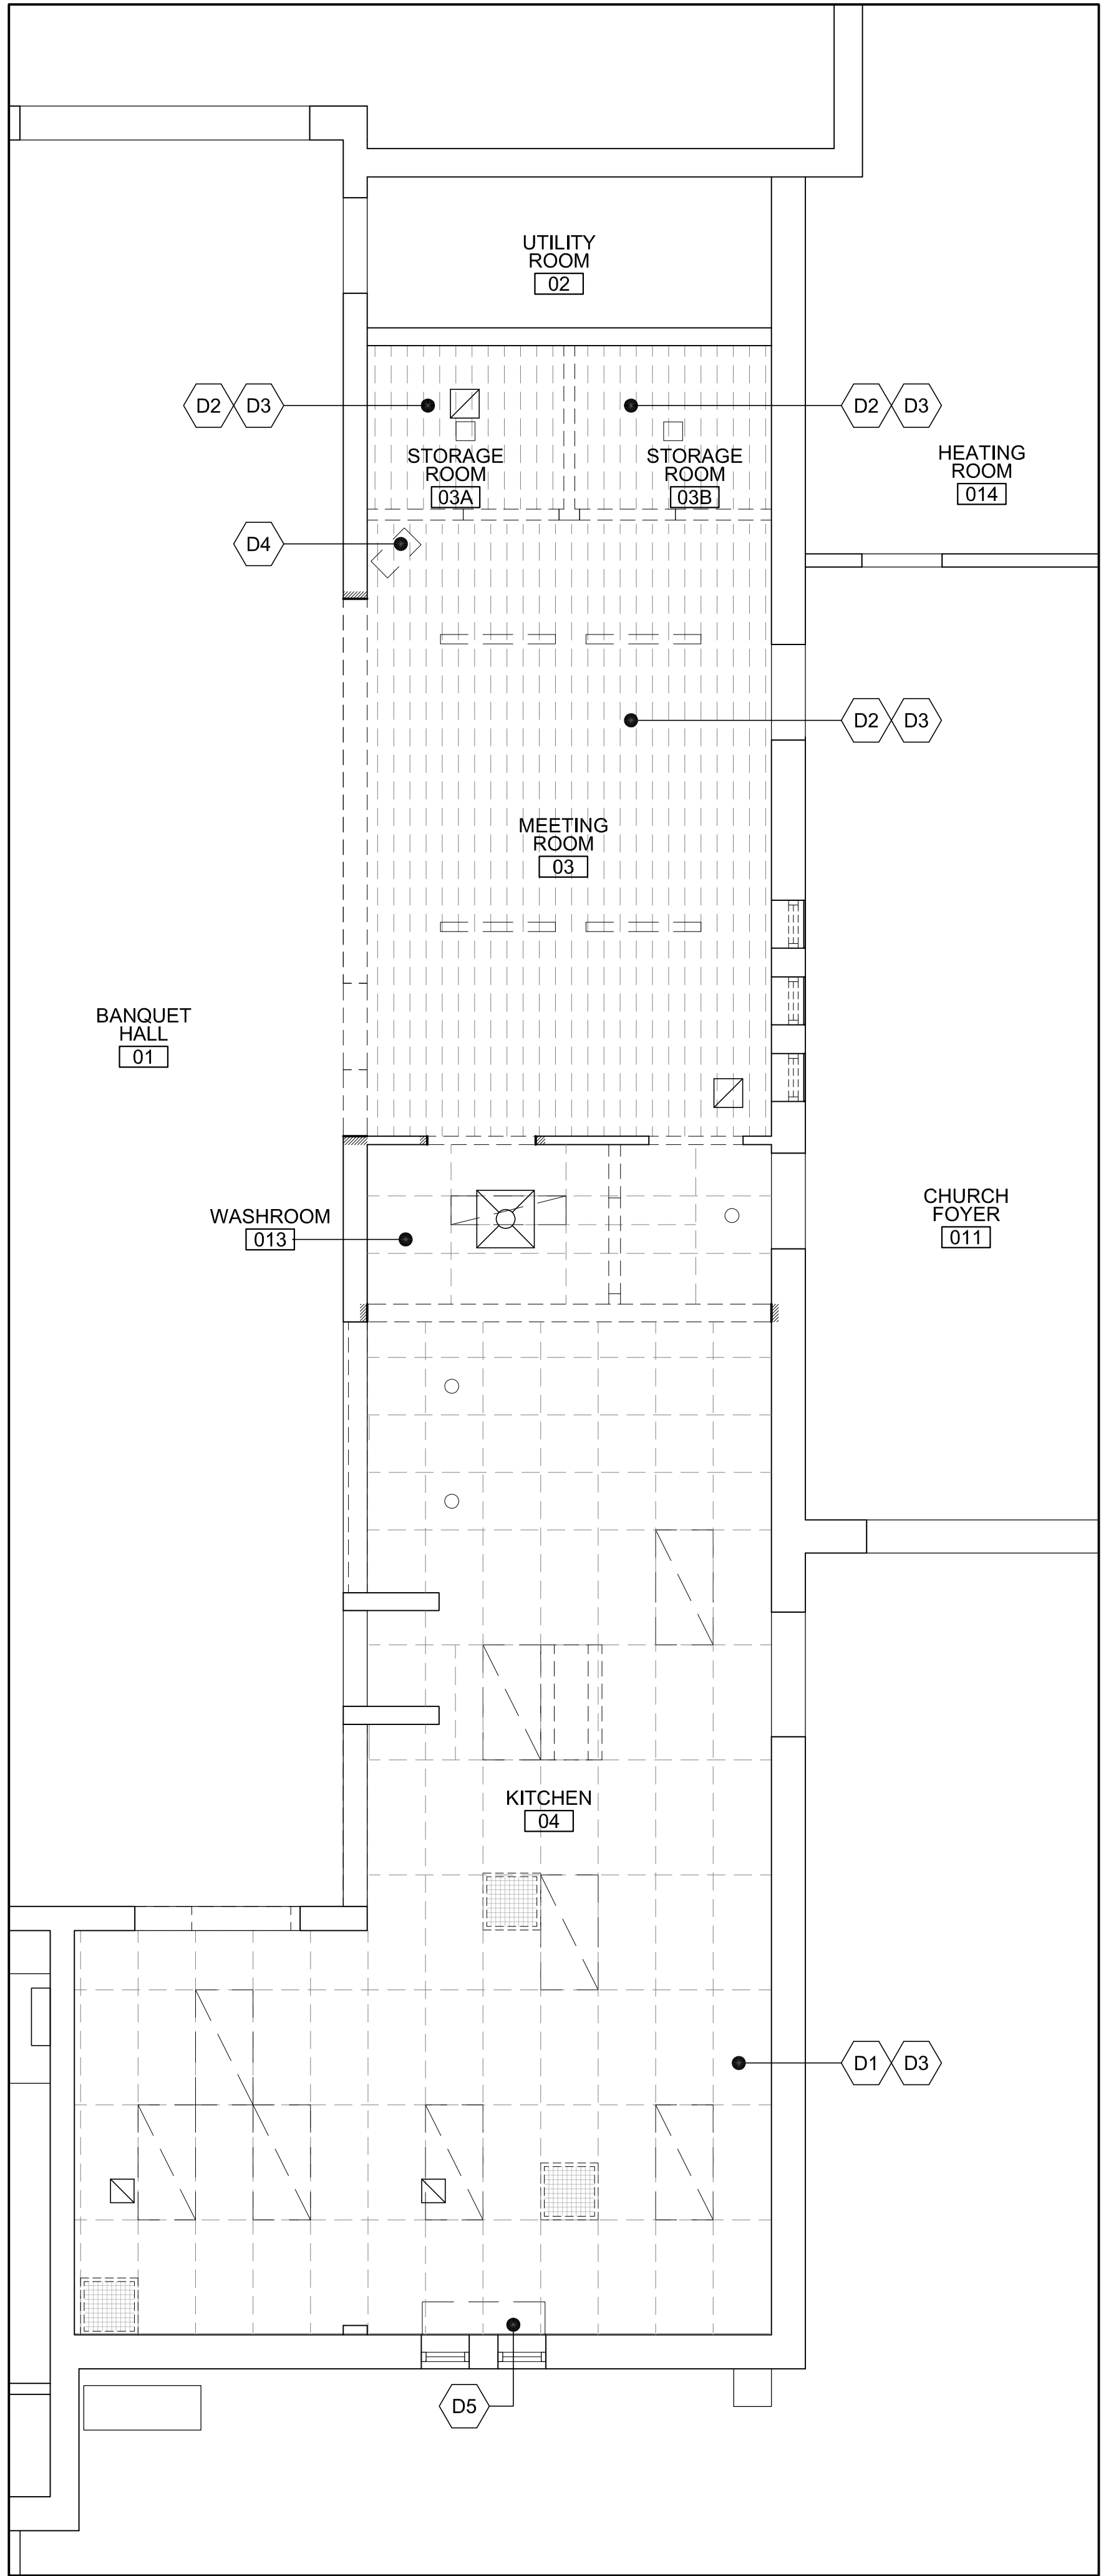 UTILITY
ROOM
02
D2 D3
D2 D3
STORAGE
ROOM
03A
STORAGE
ROOM
03B
HEATING
ROOM
014
D4
D2 D3
MEETING
ROOM
03
BANQUET
HALL
01
WASHROOM
013
CHURCH
FOYER
011
KITCHEN
04
D1 D3
D5